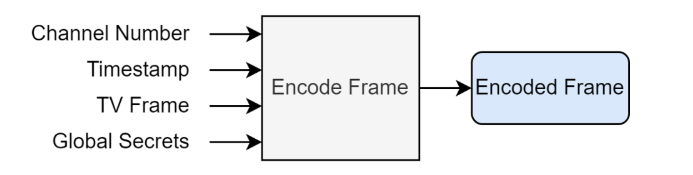 Channel Number
Timestamp
TV Frame
Global Secrets
Encode Frame
Encoded Frame